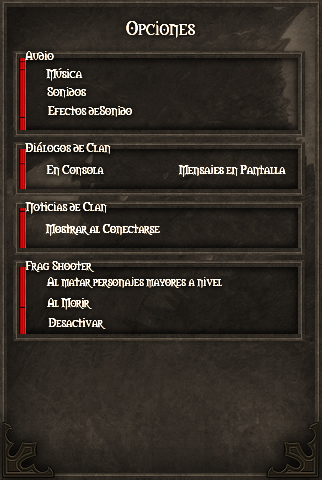 Opciones
Audio
Música
Sonidos
Efectos deSonido
Diálogos de Clan
En Consola Mensajes en Pantalla
Noticias de Clan
Mostrar al Conectarse
Frag Shooter
Al matar personajes mayores a nivel
Al Morir
Desactivar